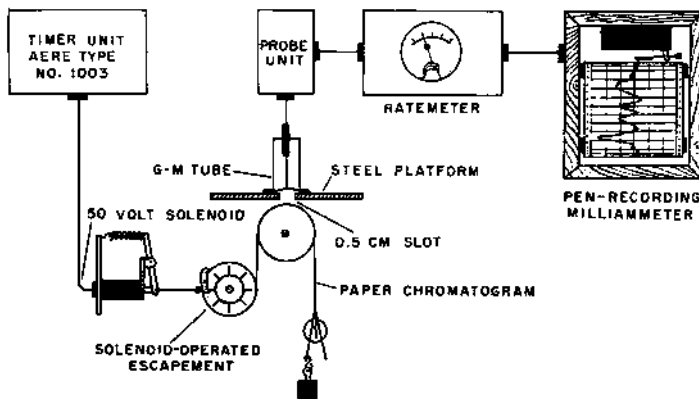 TIMER UNIT
AERE TYPE
NO. 1003
PROBE
UNIT
RATEMETER
PEN-RECORDING
MILLIAMMETER
G-M TUBE
STEEL PLATFORM
50 VOLT SOLENOID
0.5 CM SLOT
PAPER CHROMATOGRAM
SOLENOID-OPERATED
ESCAPEMENT